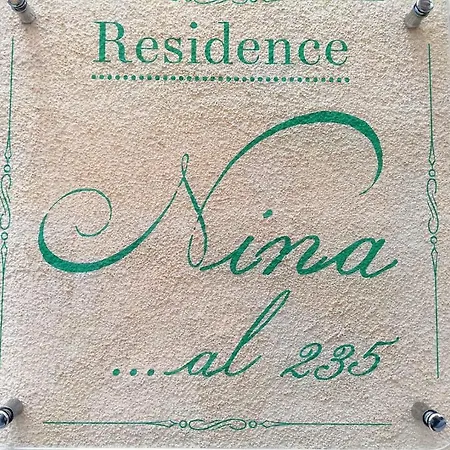 Residence
Nina
....al 235